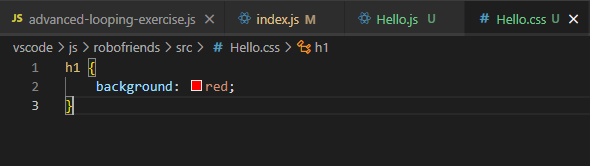 JS advanced-looping-exercise.js index.js M Hello.js U # Hello.css U
vscode > js > robofriends > src > # Hello.css > h1
1 h1 {
2 background: red;
3 }